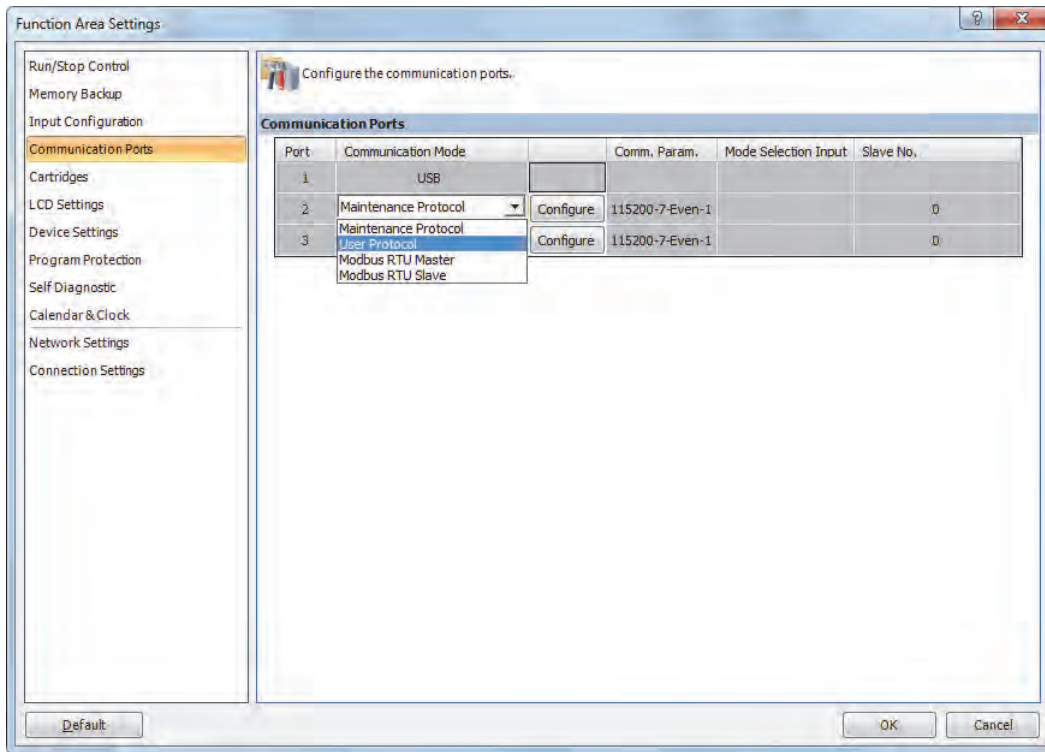 Function Area Settings
Run/Stop Control
Memory Backup
Input Configuration
Communication Ports
Cartridges
LCD Settings
Device Settings
Program Protection
Self Diagnostic
Calendar & Clock
Network Settings
Connection Settings
Configure the communication ports.
Communication Ports
Port Communication Mode Comm. Param. Mode Selection Input Slave No.
1 USB
2 Maintenance Protocol Configure 115200-7-Even-1 0
Maintenance Protocol
3 User Protocol Configure 115200-7-Even-1 0
Modbus RTU Master
Modbus RTU Slave
Default OK Cancel